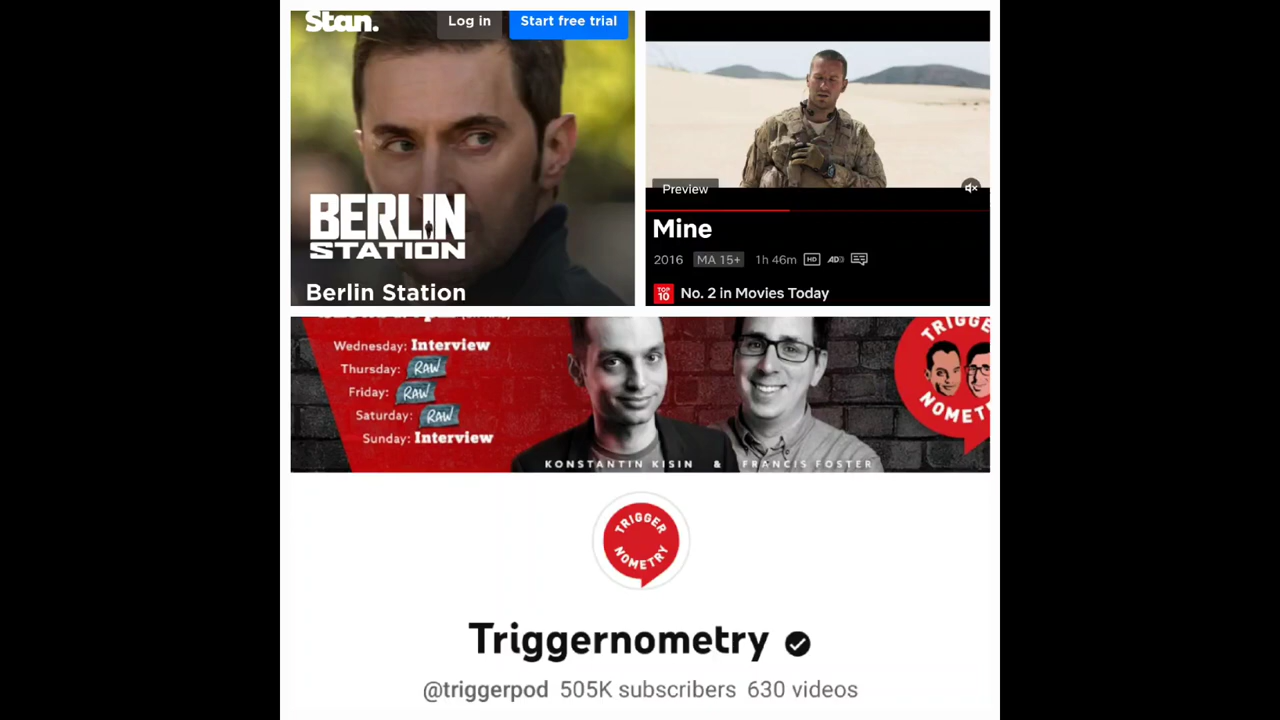 Stan.
Log in
Start free trial
BERLIN
STATION
Berlin Station
Preview
Mine
2016 MA 15+ 1h 46m HD AD
TOP 10 No. 2 in Movies Today
Wednesday: Interview
Thursday: RAW
Friday: RAW
Saturday: RAW
Sunday: Interview
KONSTANTIN KISIN & FRANCIS FOSTER
TRIGGER
NOMETRY
TRIGGER
NOMETRY
Triggernometry
@triggerpod 505K subscribers 630 videos